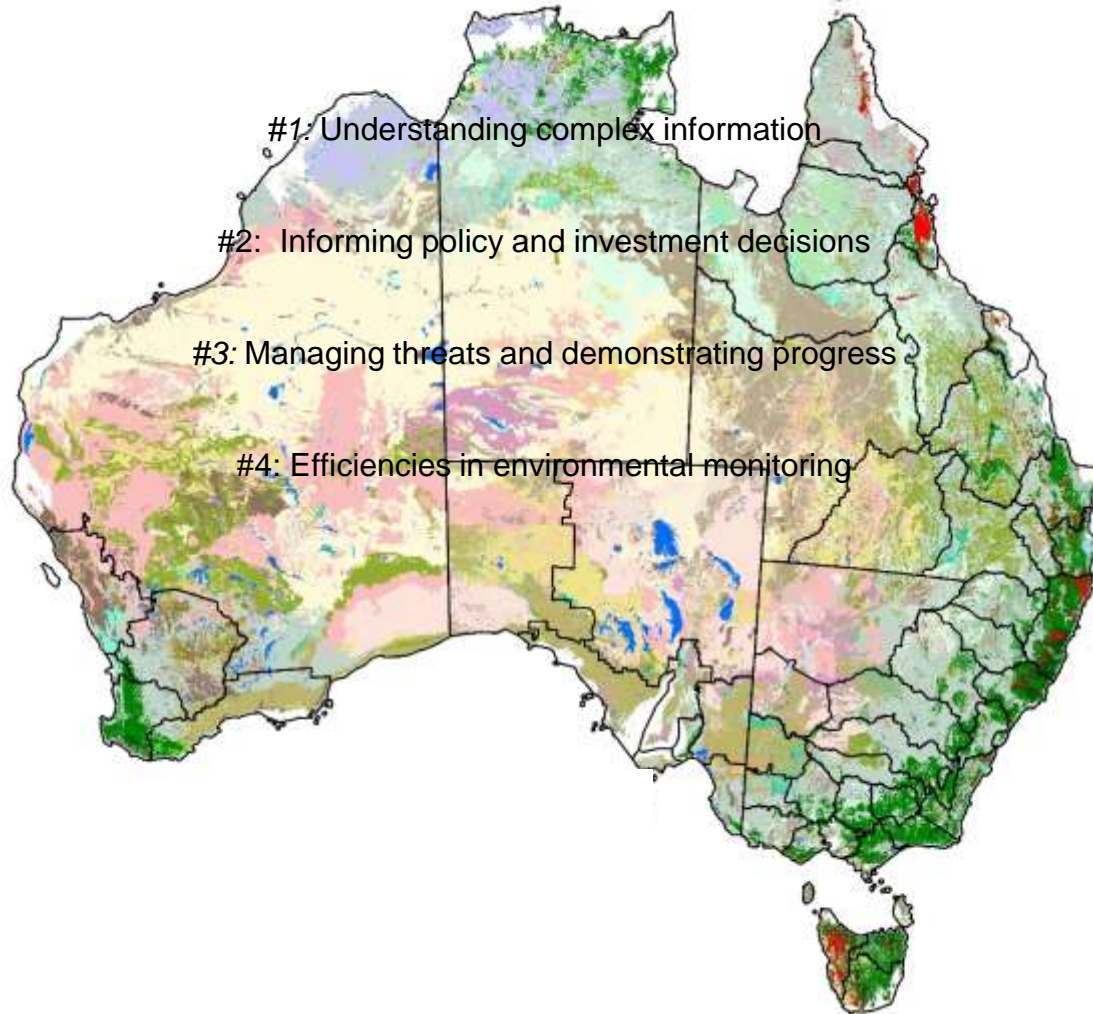 #1: Understanding complex information
#2: Informing policy and investment decisions
#3: Managing threats and demonstrating progress
#4: Efficiencies in environmental monitoring